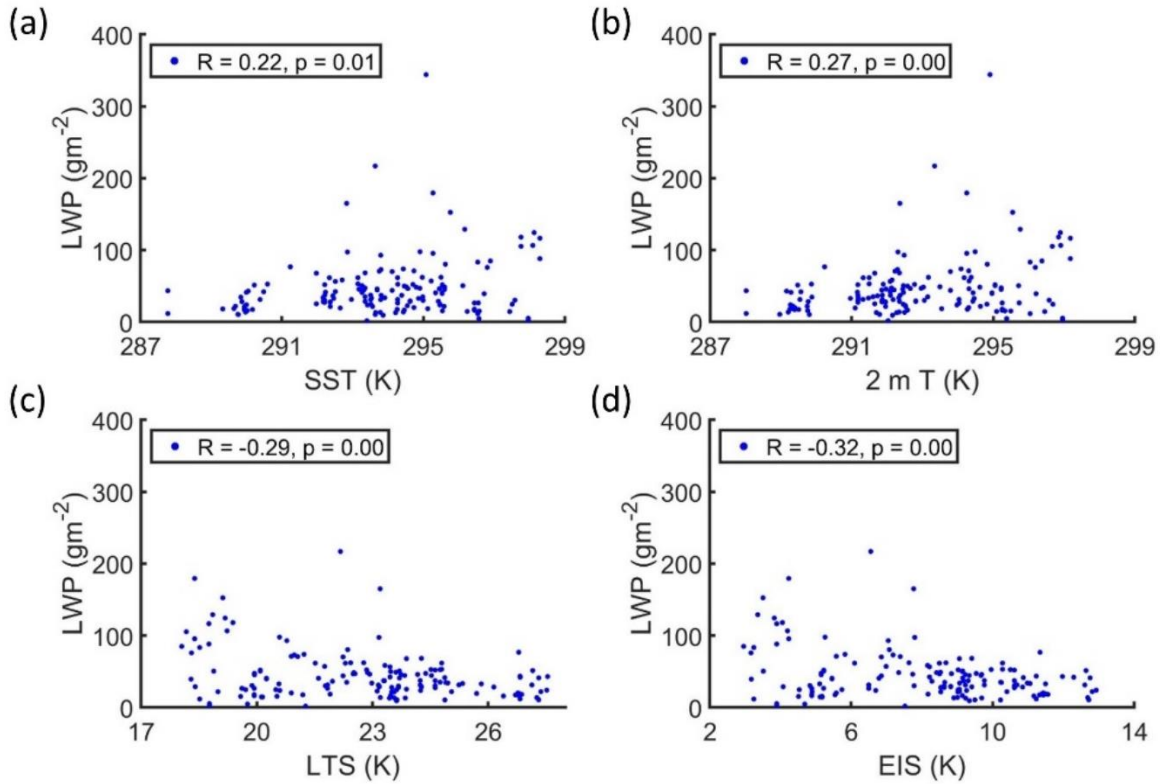 (a)
R = 0.22, p = 0.01
LWP (gm⁻²)
400
300
200
100
0
287
291
295
299
SST (K)
(b)
R = 0.27, p = 0.00
LWP (gm⁻²)
400
300
200
100
0
287
291
295
299
2 m T (K)
(c)
R = -0.29, p = 0.00
LWP (gm⁻²)
400
300
200
100
0
17
20
23
26
LTS (K)
(d)
R = -0.32, p = 0.00
LWP (gm⁻²)
400
300
200
100
0
2
6
10
14
EIS (K)